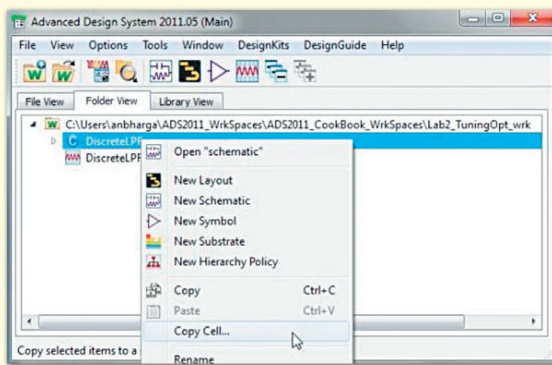 Advanced Design System 2011.05 (Main)
File View Options Tools Window DesignKits DesignGuide Help
File View Folder View Library View
C:\Users\anbharga\ADS2011_WrkSpaces\ADS2011_CookBook_WrkSpaces\Lab2_TuningOpt_wrk
C DiscreteLPF
DiscreteLPF
Open "schematic"
New Layout
New Schematic
New Symbol
New Substrate
New Hierarchy Policy
Copy Ctrl+C
Paste Ctrl+V
Copy Cell...
Rename
Copy selected items to a